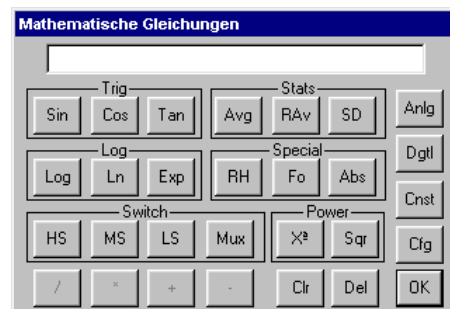 Mathematische Gleichungen
Trig Stats
Sin Cos Tan Avg RAv SD Anlg
Log Special Dgtl
Log Ln Exp RH Fo Abs
Cnst
Switch Power
HS MS LS Mux Xª Sqr Cfg
/ * + - Clr Del OK